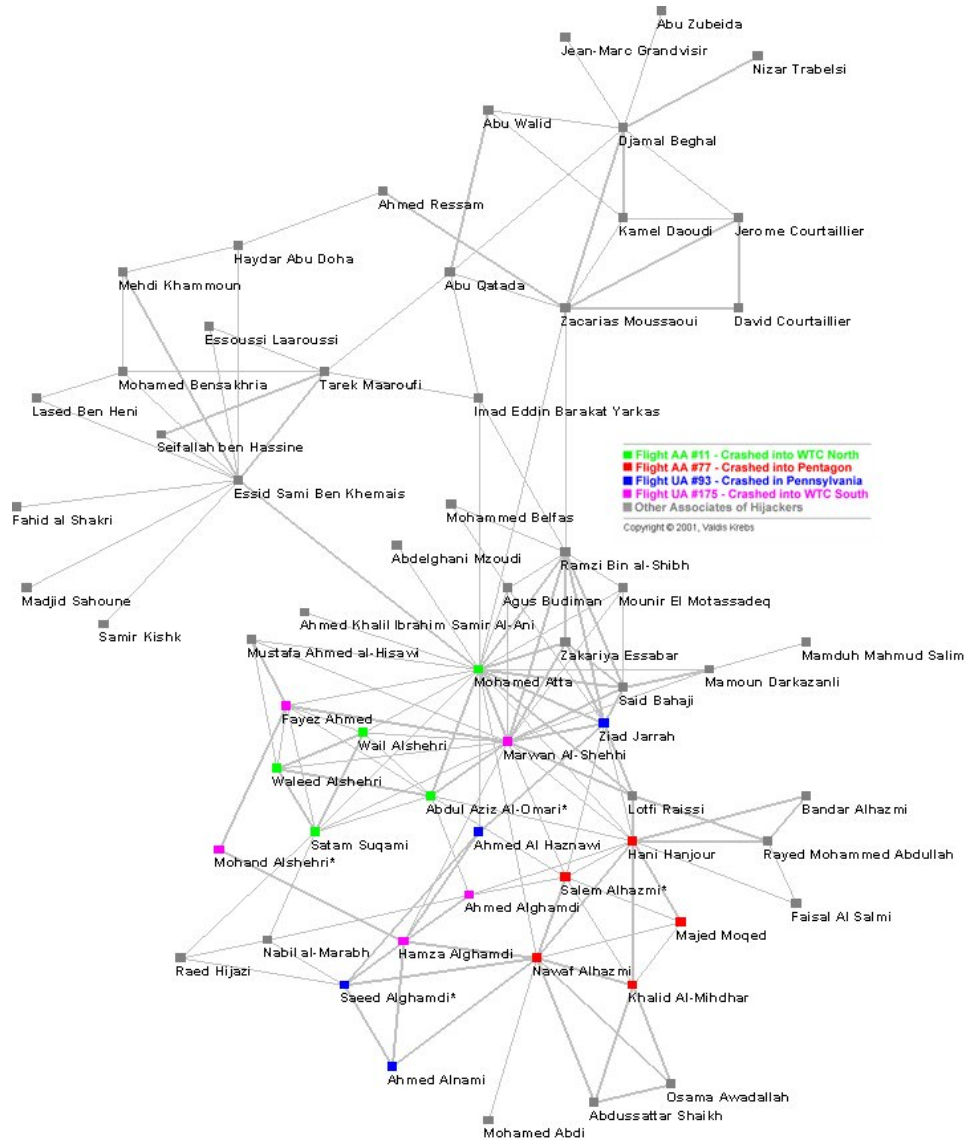 Abu Zubeida
Jean-Marc Grandvisir
Nizar Trabelsi
Abu Walid
Djamal Beghal
Ahmed Ressam
Kamel Daoudi
Jerome Courtaillier
Haydar Abu Doha
Mehdi Khammoun
Abu Qatada
Zacarias Moussaoui
David Courtaillier
Essoussi Laaroussi
Mohamed Bensakhria
Tarek Maaroufi
Lased Ben Heni
Imad Eddin Barakat Yarkas
Seifallah ben Hassine
Flight AA #11 - Crashed into WTC North
Flight AA #77 - Crashed into Pentagon
Flight UA #93 - Crashed in Pennsylvania
Flight UA #175 - Crashed into WTC South
Other Associates of Hijackers
Copyright © 2001, Valdis Krebs
Essid Sami Ben Khemais
Fahid al Shakri
Mohammed Belfas
Abdelghani Mzoudi
Ramzi Bin al-Shibh
Madjid Sahoune
Agus Budiman
Mounir El Motassadeq
Samir Kishk
Ahmed Khalil Ibrahim Samir Al-Ani
Mustafa Ahmed al-Hisawi
Zakariya Essabar
Mamduh Mahmud Salim
Mohamed Atta
Mamoun Darkazanli
Said Bahaji
Fayez Ahmed
Ziad Jarrah
Wail Alshehri
Marwan Al-Shehhi
Waleed Alshehri
Abdul Aziz Al-Omari*
Lotfi Raissi
Bandar Alhazmi
Satam Suqami
Ahmed Al Haznawi
Hani Hanjour
Rayed Mohammed Abdullah
Mohand Alshehri*
Salem Alhazmi*
Ahmed Alghamdi
Faisal Al Salmi
Majed Moqed
Nabil al-Marabh
Hamza Alghamdi
Raed Hijazi
Nawaf Alhazmi
Saeed Alghamdi*
Khalid Al-Mihdhar
Ahmed Alnami
Osama Awadallah
Abdussattar Shaikh
Mohamed Abdi